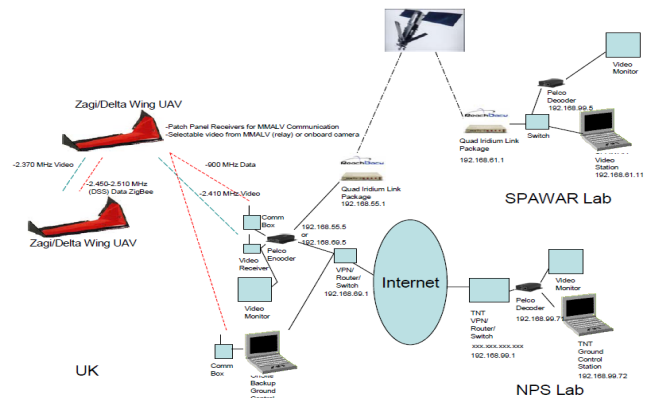 Zagi/Delta Wing UAV
-Patch Panel Receivers for MMALV Communication
-Selectable video from MMALV (relay) or onboard camera
-2.370 MHz Video
-2.450-2.510 MHz
(DSS) Data ZigBee
Zagi/Delta Wing UAV
-900 MHz Data
-2.410 MHz Video
Comm
Box
Video
Receiver
Pelco
Encoder
192.168.55.5
or
192.168.69.5
Video
Monitor
Comm
Box
OnSite
Backup
Ground
Control
UK
Quad Iridium Link
Package
192.168.55.1
VPN/
Router/
Switch
192.168.69.1
Internet
Quad Iridium Link
Package
192.168.61.1
Switch
Pelco
Decoder
192.168.99.5
Video
Monitor
Video
Station
192.168.61.11
SPAWAR Lab
TNT
VPN/
Router/
Switch
xxx.xxx.xxx.xxx
192.168.99.1
Pelco
Decoder
192.168.99.71
Video
Monitor
TNT
Ground
Control
Station
192.168.99.72
NPS Lab